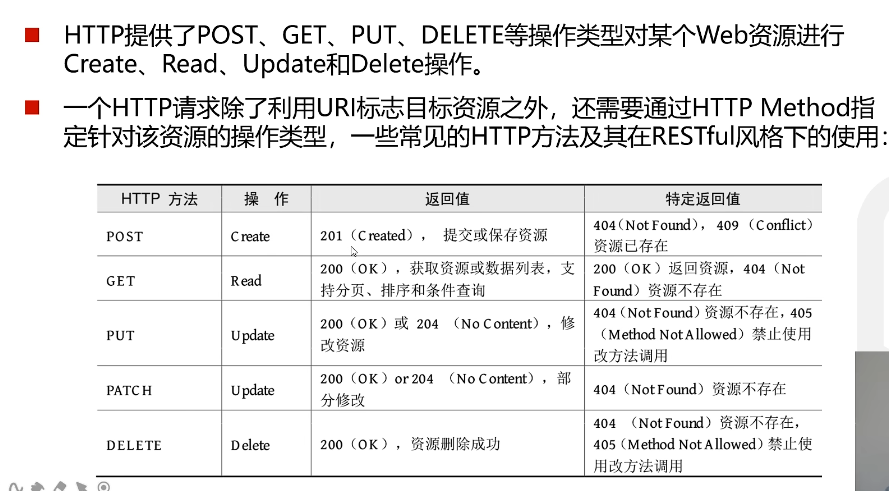 HTTP提供了POST、GET、PUT、DELETE等操作类型对某个Web资源进行
Create、Read、Update和Delete操作。
一个HTTP请求除了利用URI标志目标资源之外，还需要通过HTTP Method指
定针对该资源的操作类型，一些常见的HTTP方法及其在RESTful风格下的使用：
HTTP 方法 操 作 返回值 特定返回值
POST Create 201（Created）， 提交或保存资源 404（Not Found）， 409 （Conflict）
资源已存在
GET Read 200（OK），获取资源或数据列表，支
持分页、排序和条件查询 200（OK）返回资源，404（Not
Found）资源不存在
PUT Update 200（OK）或 204 （No Content），修
改资源 404（Not Found）资源不存在，405
（Method Not Allowed）禁止使用
改方法调用
PATCH Update 200（OK）or 204 （No Content），部
分修改 404（Not Found）资源不存在
DELETE Delete 200（OK），资源删除成功 404 （Not Found）资源不存在，
405（Method Not Allowed）禁止使
用改方法调用